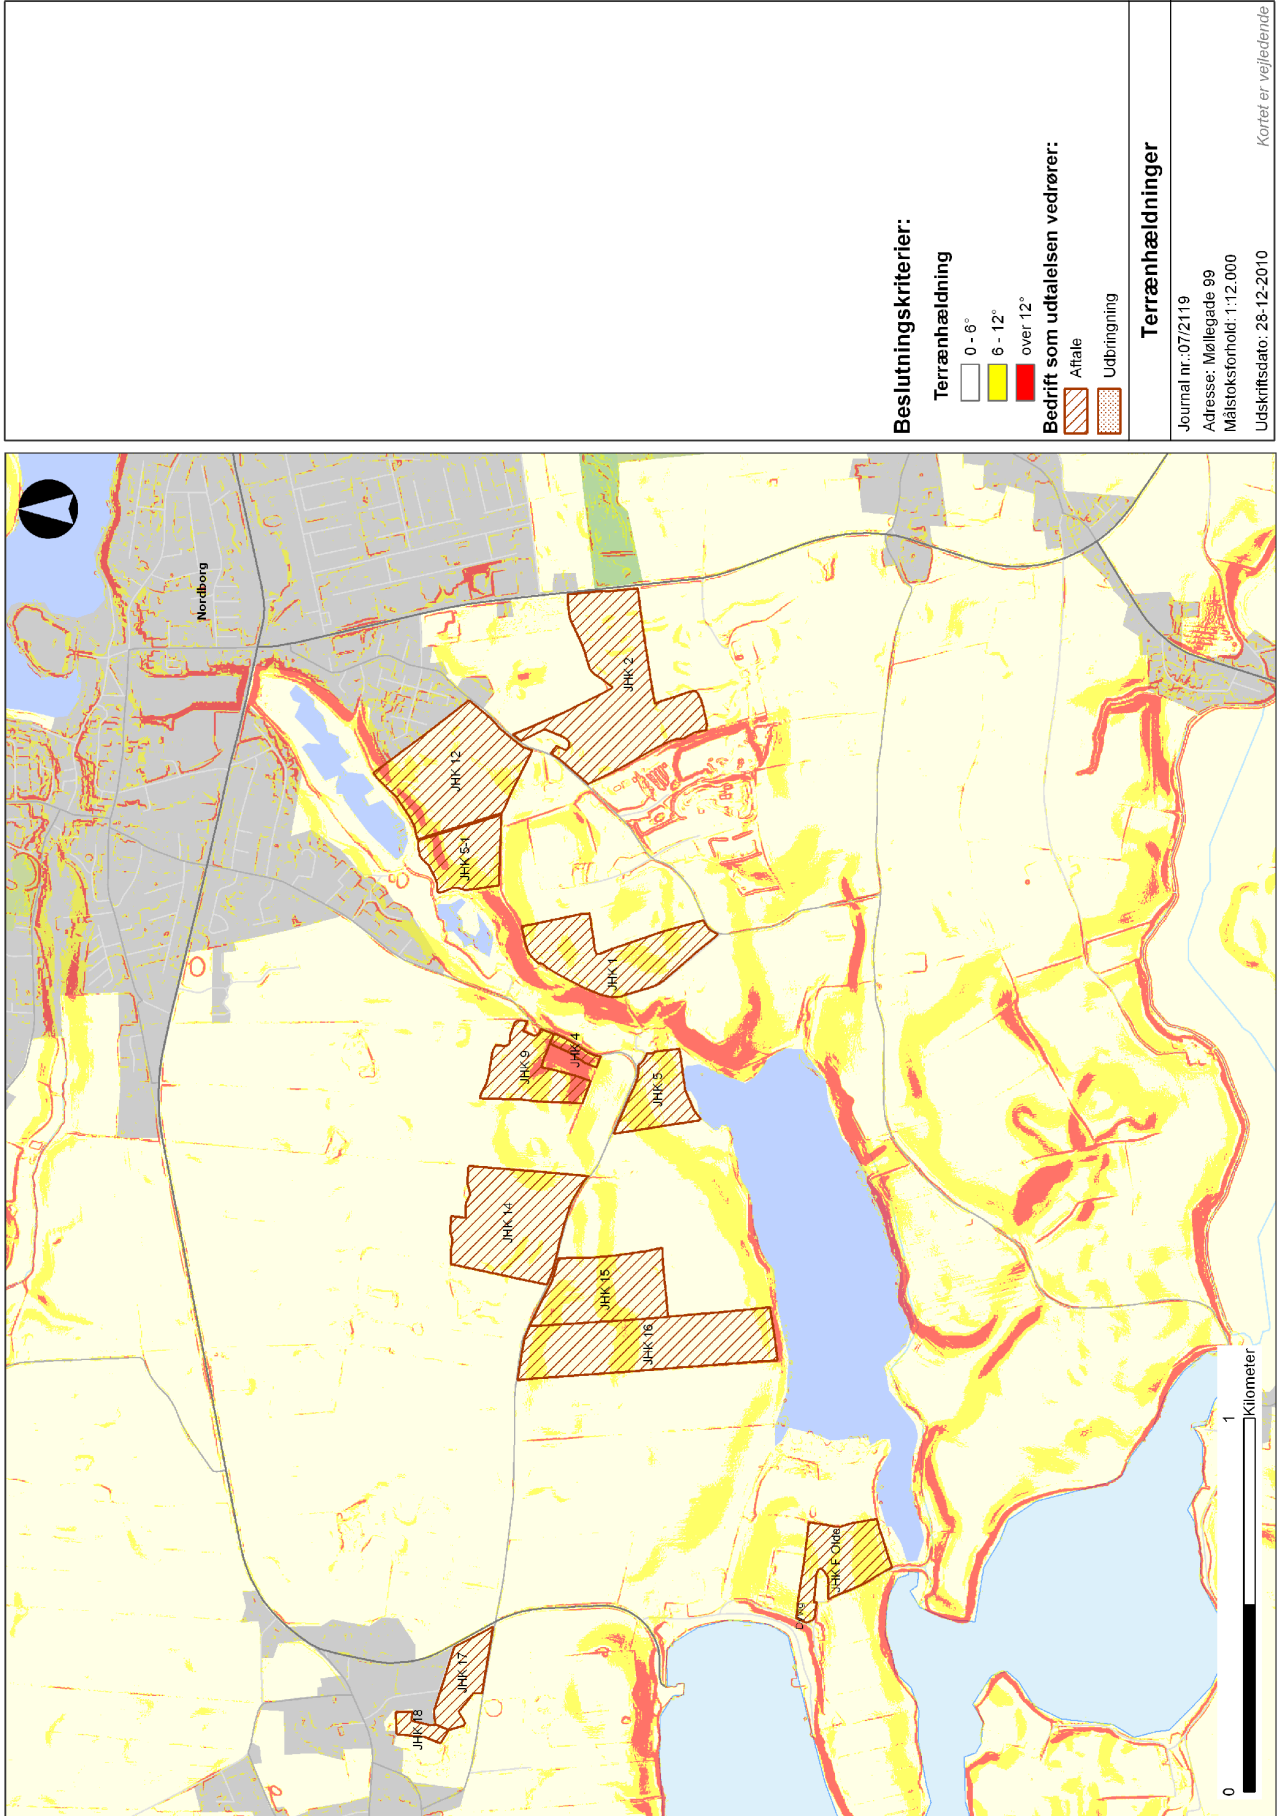 Nordborg
JHK 2
JHK 12
JHK 5-1
JHK 1
JHK 9
JHK 4
JHK 5
JHK 14
JHK 15
JHK 16
JHK F Olde
JHK 17
JHK 18
0
1
Kilometer
Beslutningskriterier:
Terrænhældning
0 - 6°
6 - 12°
over 12°
Bedrift som udtalelsen vedrører:
Aftale
Udbringning
Terrænhældninger
Journal nr.:07/2119
Adresse: Møllegade 99
Målstoksforhold: 1:12.000
Udskriftsdato: 28-12-2010
Kortet er vejledende